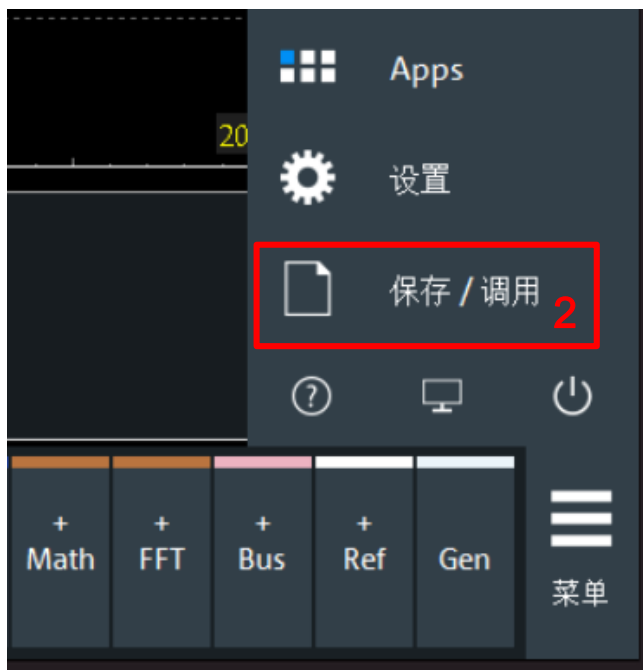 Apps
20
设置
保存 / 调用
2
?
+ + + +
Math FFT Bus Ref Gen
菜单